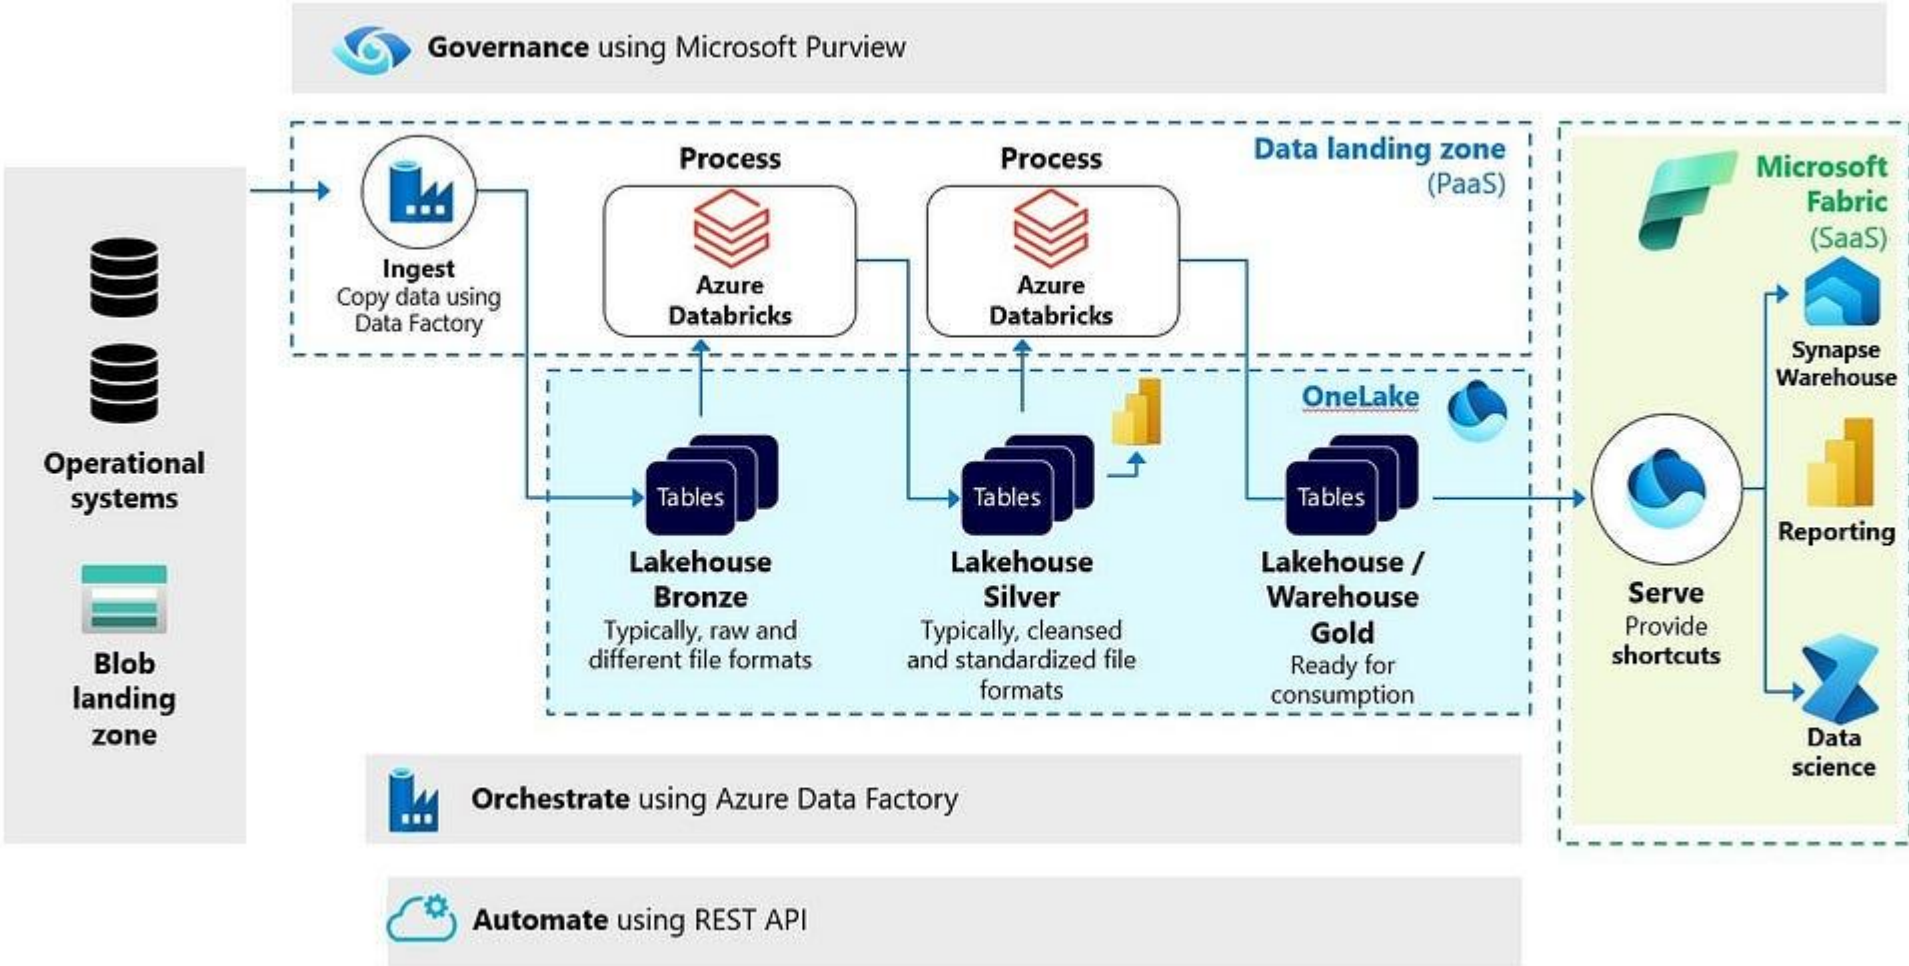 Governance using Microsoft Purview
Operational
systems
Blob
landing
zone
Ingest
Copy data using
Data Factory
Process
Azure
Databricks
Process
Azure
Databricks
Data landing zone
(PaaS)
OneLake
Tables
Lakehouse
Bronze
Typically, raw and
different file formats
Tables
Lakehouse
Silver
Typically, cleansed
and standardized file
formats
Tables
Lakehouse /
Warehouse
Gold
Ready for
consumption
Microsoft
Fabric
(SaaS)
Serve
Provide
shortcuts
Synapse
Warehouse
Reporting
Data
science
Orchestrate using Azure Data Factory
Automate using REST API